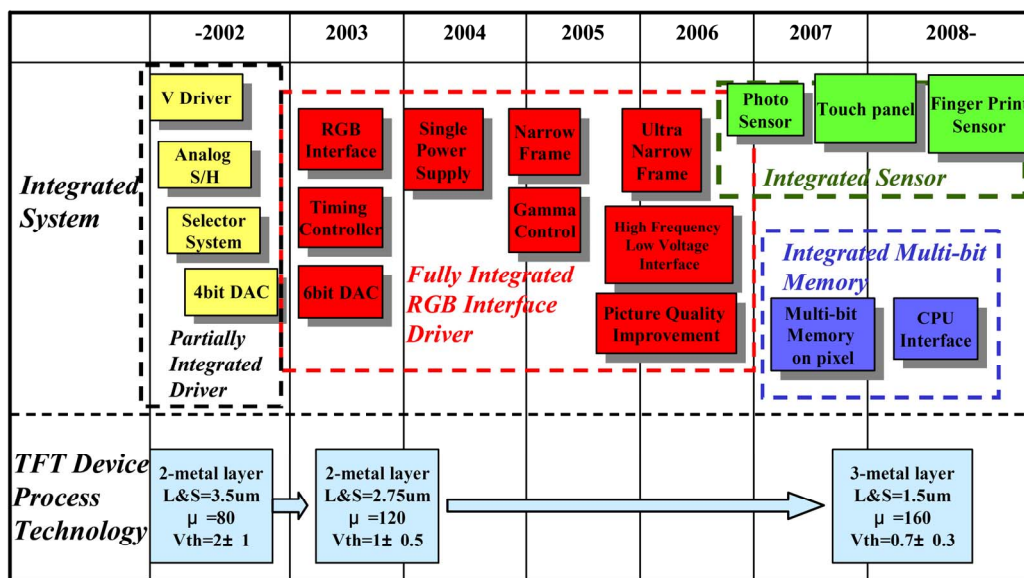 -2002
2003
2004
2005
2006
2007
2008-
Integrated
System
V Driver
Analog
S/H
Selector
System
4bit DAC
Partially
Integrated
Driver
RGB
Interface
Timing
Controller
6bit DAC
Single
Power
Supply
Narrow
Frame
Gamma
Control
Ultra
Narrow
Frame
High Frequency
Low Voltage
Interface
Picture Quality
Improvement
Fully Integrated
RGB Interface
Driver
Photo
Sensor
Touch panel
Finger Print
Sensor
Integrated Sensor
Integrated Multi-bit
Memory
Multi-bit
Memory
on pixel
CPU
Interface
TFT Device
Process
Technology
2-metal layer
L&S=3.5um
μ =80
Vth=2± 1
2-metal layer
L&S=2.75um
μ =120
Vth=1± 0.5
3-metal layer
L&S=1.5um
μ =160
Vth=0.7± 0.3